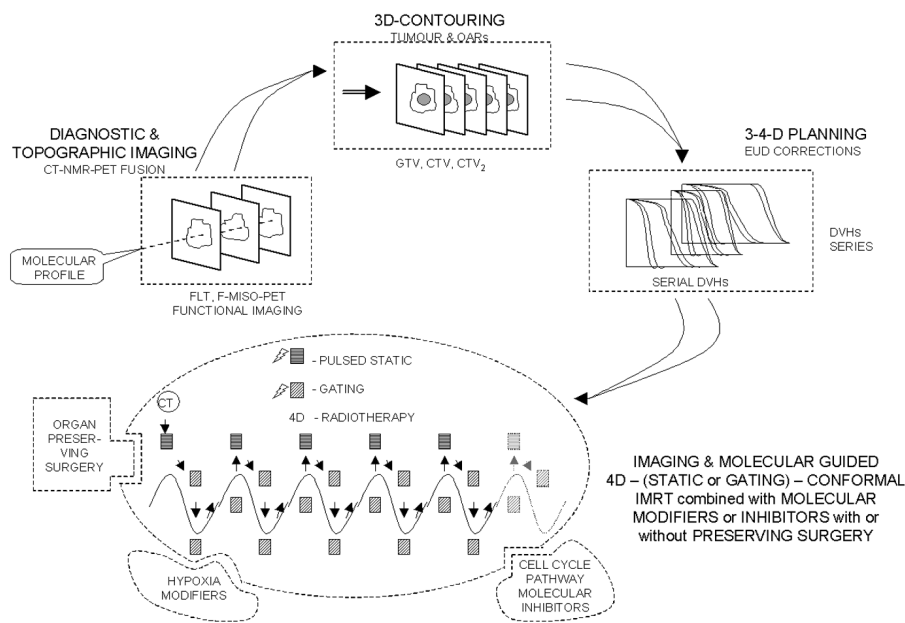 3D-CONTOURING
TUMOUR & OARs
GTV, CTV, CTV₂
DIAGNOSTIC &
TOPOGRAPHIC IMAGING
CT-NMR-PET FUSION
MOLECULAR
PROFILE
FLT, F-MISO-PET
FUNCTIONAL IMAGING
3-4-D PLANNING
EUD CORRECTIONS
DVHs
SERIES
SERIAL DVHs
- PULSED STATIC
- GATING
4D - RADIOTHERAPY
CT
ORGAN
PRESER-
VING
SURGERY
HYPOXIA
MODIFIERS
CELL CYCLE
PATHWAY
MOLECULAR
INHIBITORS
IMAGING & MOLECULAR GUIDED
4D – (STATIC or GATING) – CONFORMAL
IMRT combined with MOLECULAR
MODIFIERS or INHIBITORS with or
without PRESERVING SURGERY